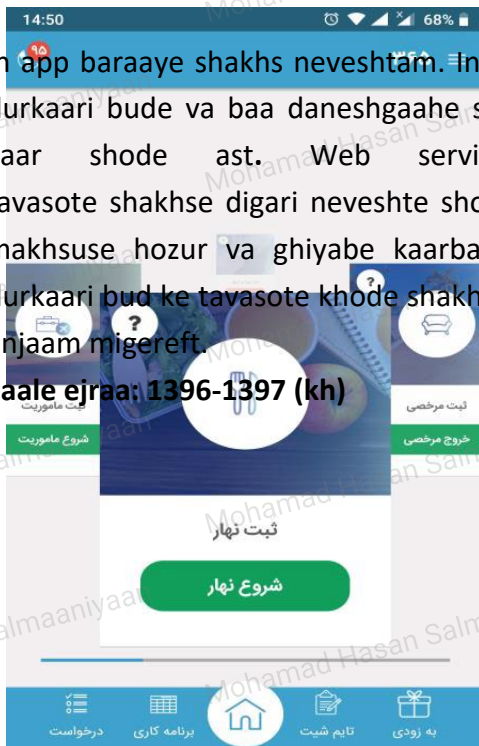 14:50 68%
۹۵ ۳۶۵
n app baraaye shakhs neveshtam. In
durkaari bude va baa daneshgaahe s
aar shode ast. Web servi
avasote shakhse digari neveshte sho
makhsuse hozur va ghiyabe kaarba
durkaari bud ke tavasote khode shakh
njaam migereft.
aale ejraa: 1396-1397 (kh)
? ? 
ثبت ماموریت
ثبت مرخصی
شروع ماموریت
خروج مرخصی
ثبت نهار
شروع نهار
به زودی
تایم شیت
برنامه کاری
درخواست
Mohamad Hasan Salmaaniyaan